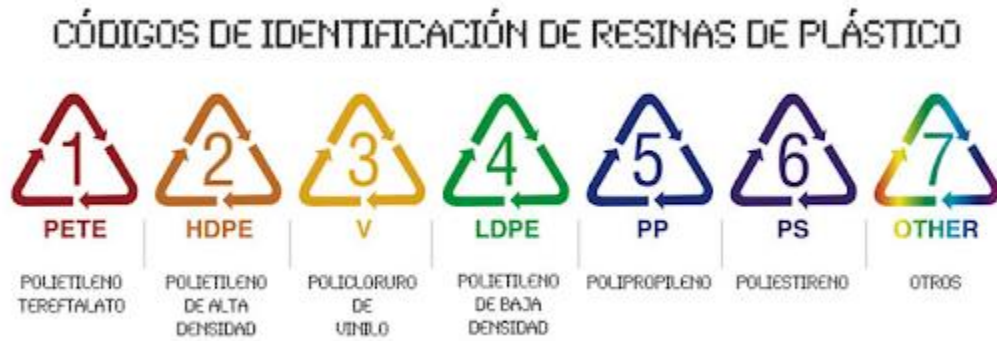 CÓDIGOS DE IDENTIFICACIÓN DE RESINAS DE PLÁSTICO
1
PETE
POLIETILENO
TEREFTALATO
2
HDPE
POLIETILENO
DE ALTA
DENSIDAD
3
V
POLICLORURO
DE
VINILO
4
LDPE
POLIETILENO
DE BAJA
DENSIDAD
5
PP
POLIPROPILENO
6
PS
POLIESTIRENO
7
OTHER
OTROS